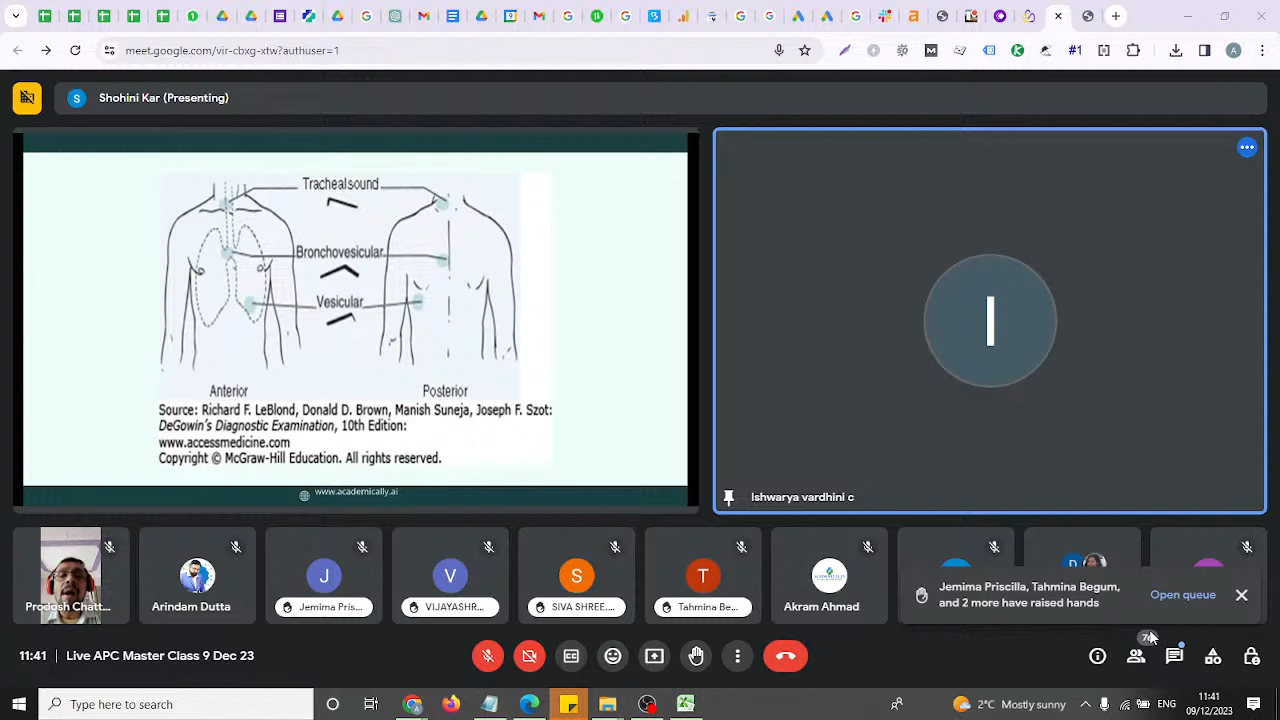 meet.google.com/vir-cbxg-xtw?authuser=1
A
S
Shohini Kar (Presenting)
Tracheal sound
Bronchovesicular
Vesicular
Anterior
Posterior
Source: Richard F. LeBlond, Donald D. Brown, Manish Suneja, Joseph F. Szot:
DeGowin's Diagnostic Examination, 10th Edition:
www.accessmedicine.com
Copyright © McGraw-Hill Education. All rights reserved.
www.academically.ai
I
Ishwarya vardhini c
Prodosh Chatt...
Arindam Dutta
J
Jemima Pris...
V
VIJAYASHR...
S
SIVA SHREE....
T
Tahmina Be...
Akram Ahmad
Jemima Priscilla, Tahmina Begum,
and 2 more have raised hands
Open queue
11:41
Live APC Master Class 9 Dec 23
Type here to search
2°C Mostly sunny
ENG
11:41
09/12/2023